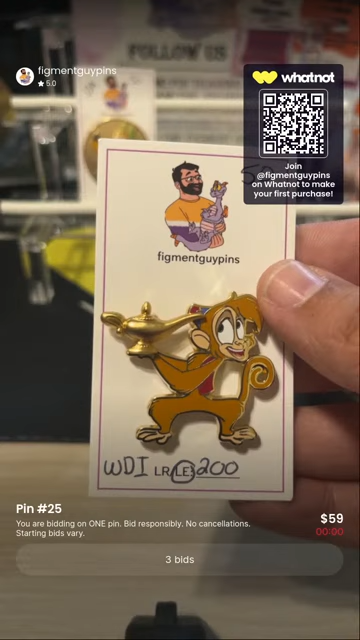 FOLLOW US
figmentguypins
★ 5.0
whatnot
Join
@figmentguypins
on Whatnot to make
your first purchase!
figmentguypins
WDI LR/LE 200
Pin #25
You are bidding on ONE pin. Bid responsibly. No cancellations.
Starting bids vary.
$59
00:00
3 bids